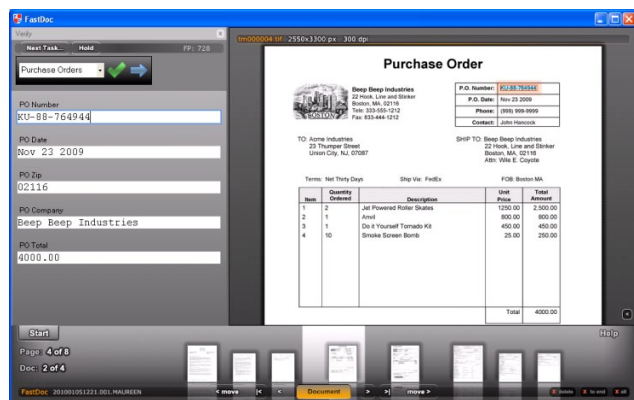 FastDoc
Verify
x
Next Task... Hold FP: 728
Purchase Orders
PO Number
KU-88-764944
PO Date
Nov 23 2009
PO Zip
02116
PO Company
Beep Beep Industries
PO Total
4000.00
tm000004.tif 2550x3300 px 300 dpi
Purchase Order
BOSTON
Beep Beep Industries
22 Hook, Line and Stinker
Boston, MA, 02116
Tele: 333-555-1212
Fax: 833-444-1212
P.O. Number: KU-88-764944
P.O. Date: Nov 23 2009
Phone: (999) 999-9999
Contact: John Hancock
TO: Acme Industries
23 Thumper Street
Union City, NJ, 07087
SHIP TO: Beep Beep Industries
22 Hook, Line and Stinker
Boston, MA, 02116
Attn: Wile E. Coyote
Terms: Net Thirty Days Ship Via: FedEx FOB: Boston MA
Item Quantity Ordered Description Unit Price Total Amount
1 2 Jet Powered Roller Skates 1250.00 2,500.00
2 1 Anvil 800.00 800.00
3 1 Do it Yourself Tornado Kit 450.00 450.00
4 10 Smoke Screen Bomb 25.00 250.00
Total 4000.00
Start Help
Page: 4 of 8
Doc: 2 of 4
FastDoc 201001051221.001.MAUREEN < move |< < Document > >| move > X Delete X to end X all